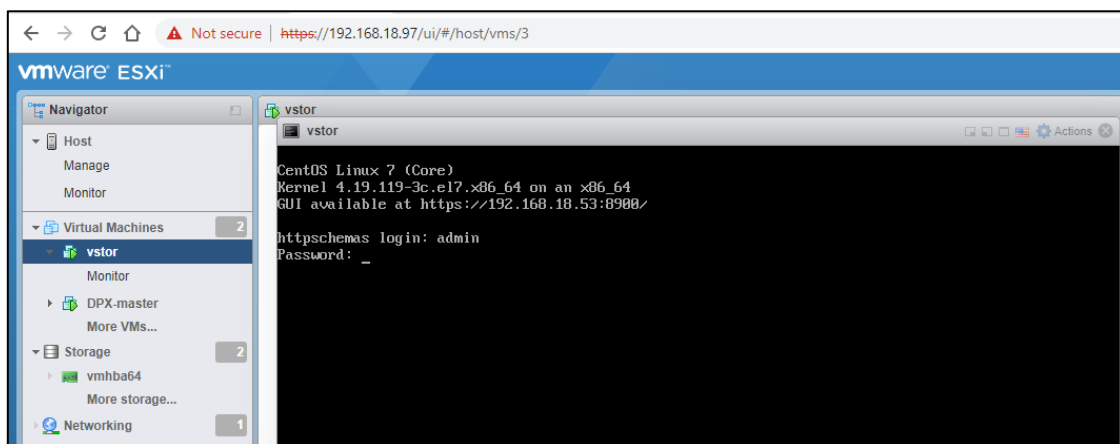 Not secure | https://192.168.18.97/ui/#/host/vms/3
vmware ESXi™
Navigator
Host
Manage
Monitor
Virtual Machines 2
vstor
Monitor
DPX-master
More VMs...
Storage 2
vmhba64
More storage...
Networking 1
vstor
vstor
Actions
CentOS Linux 7 (Core)
Kernel 4.19.119-3c.el7.x86_64 on an x86_64
GUI available at https://192.168.18.53:8900/
httpschemas login: admin
Password: _